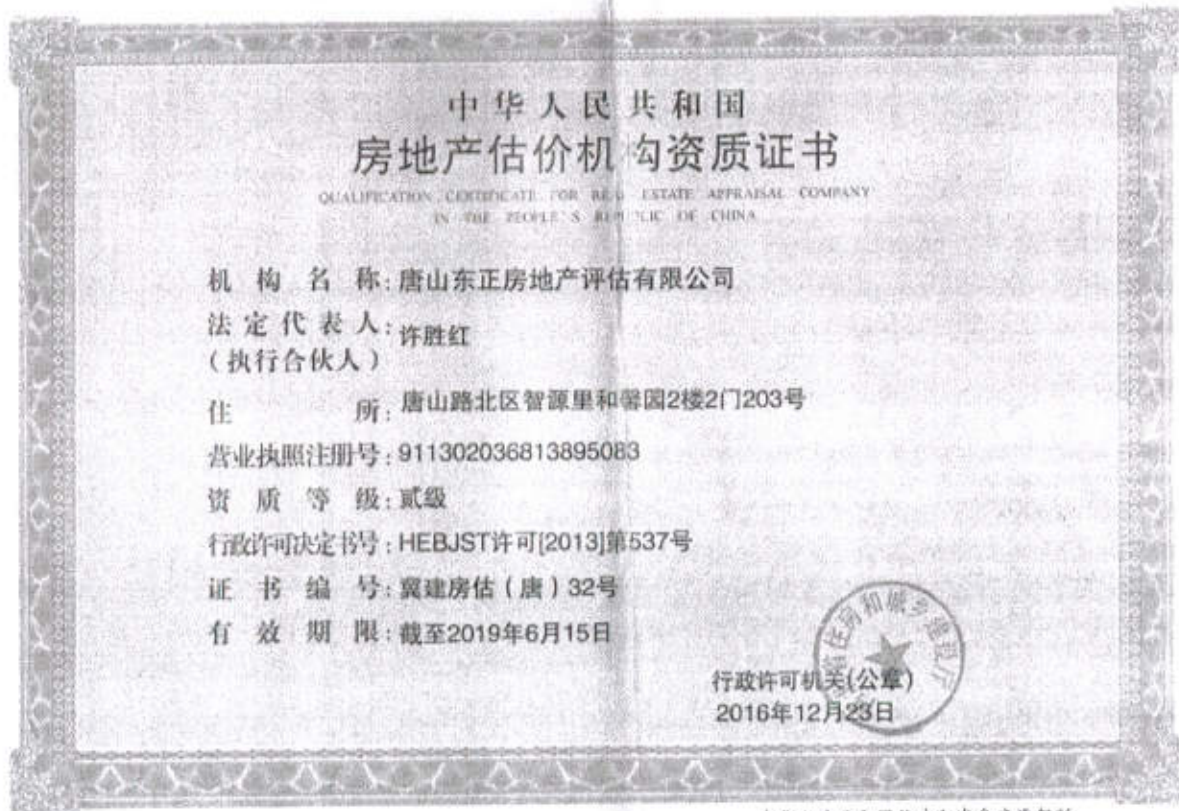 中华人民共和国
房地产估价机构资质证书
QUALIFICATION CERTIFICATE FOR REAL ESTATE APPRAISAL COMPANY
IN THE PEOPLE'S REPUBLIC OF CHINA
机构名称:唐山东正房地产评估有限公司
法定代表人:许胜红
(执行合伙人)
住所:唐山路北区智源里和馨园2楼2门203号
营业执照注册号:911302036813895083
资质等级:贰级
行政许可决定书号:HEBJST许可[2013]第537号
证书编号:冀建房估(唐)32号
有效期限:截至2019年6月15日
住房和城乡建设厅
行政许可机关(公章)
2016年12月23日